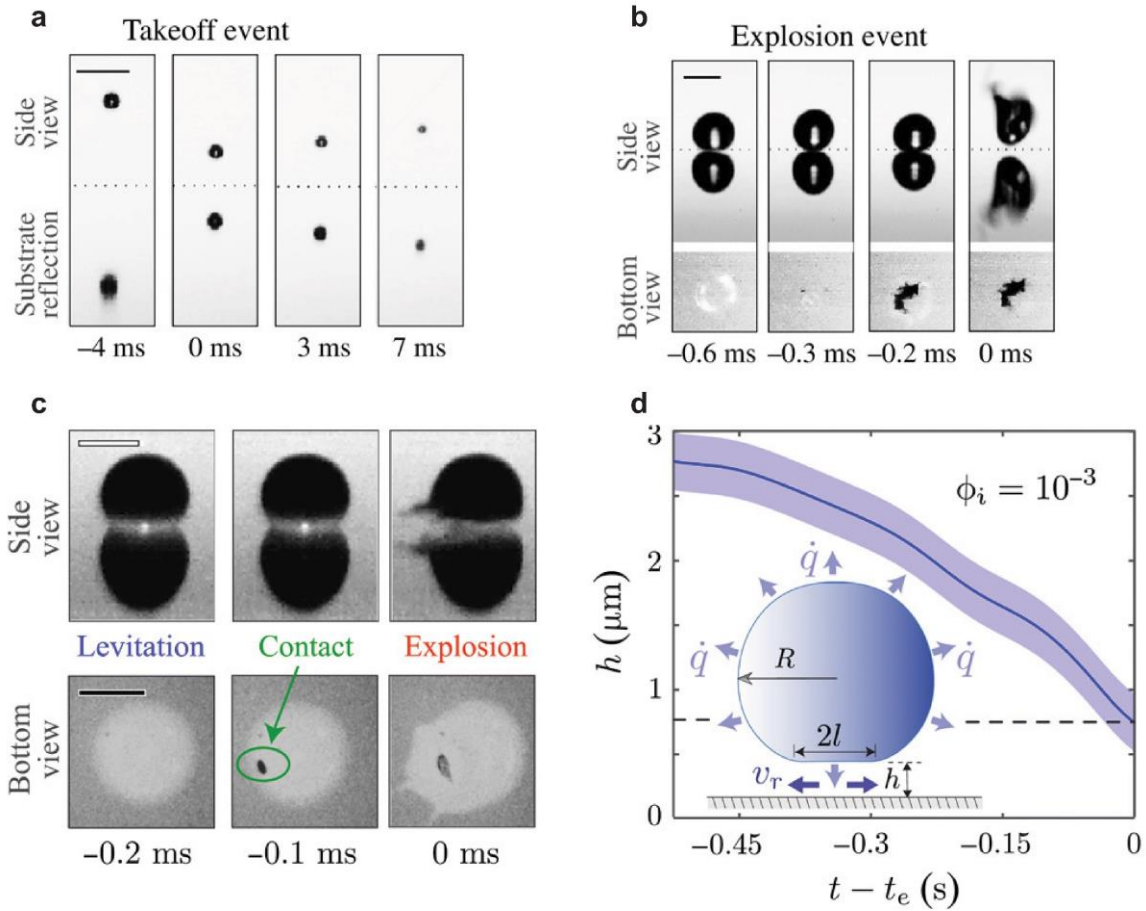 a
Takeoff event
Side
view
Substrate
reflection
−4 ms
0 ms
3 ms
7 ms
b
Explosion event
Side
view
Bottom
view
−0.6 ms
−0.3 ms
−0.2 ms
0 ms
c
Side
view
Levitation
Contact
Explosion
Bottom
view
−0.2 ms
−0.1 ms
0 ms
d
3
2
1
0
h (μm)
ϕᵢ = 10⁻³
q̇
q̇
q̇
R
2l
vᵣ
h
−0.45
−0.3
−0.15
0
t − tₑ (s)